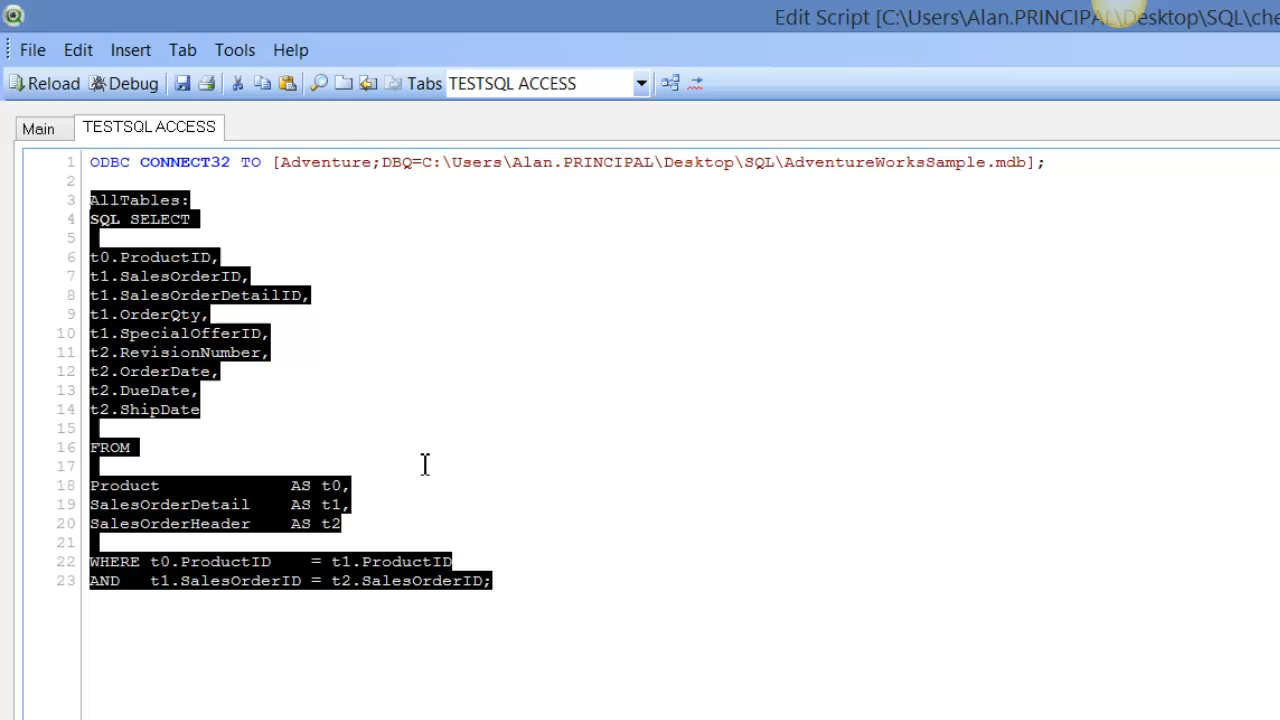 Edit Script [C:\Users\Alan.PRINCIPAL\Desktop\SQL\che
File Edit Insert Tab Tools Help
Reload Debug Tabs TESTSQL ACCESS
Main TESTSQL ACCESS
1 ODBC CONNECT32 TO [Adventure;DBQ=C:\Users\Alan.PRINCIPAL\Desktop\SQL\AdventureWorksSample.mdb];
2
3 AllTables:
4 SQL SELECT
5
6 t0.ProductID,
7 t1.SalesOrderID,
8 t1.SalesOrderDetailID,
9 t1.OrderQty,
10 t1.SpecialOfferID,
11 t2.RevisionNumber,
12 t2.OrderDate,
13 t2.DueDate,
14 t2.ShipDate
15
16 FROM
17
18 Product AS t0,
19 SalesOrderDetail AS t1,
20 SalesOrderHeader AS t2
21
22 WHERE t0.ProductID = t1.ProductID
23 AND t1.SalesOrderID = t2.SalesOrderID;